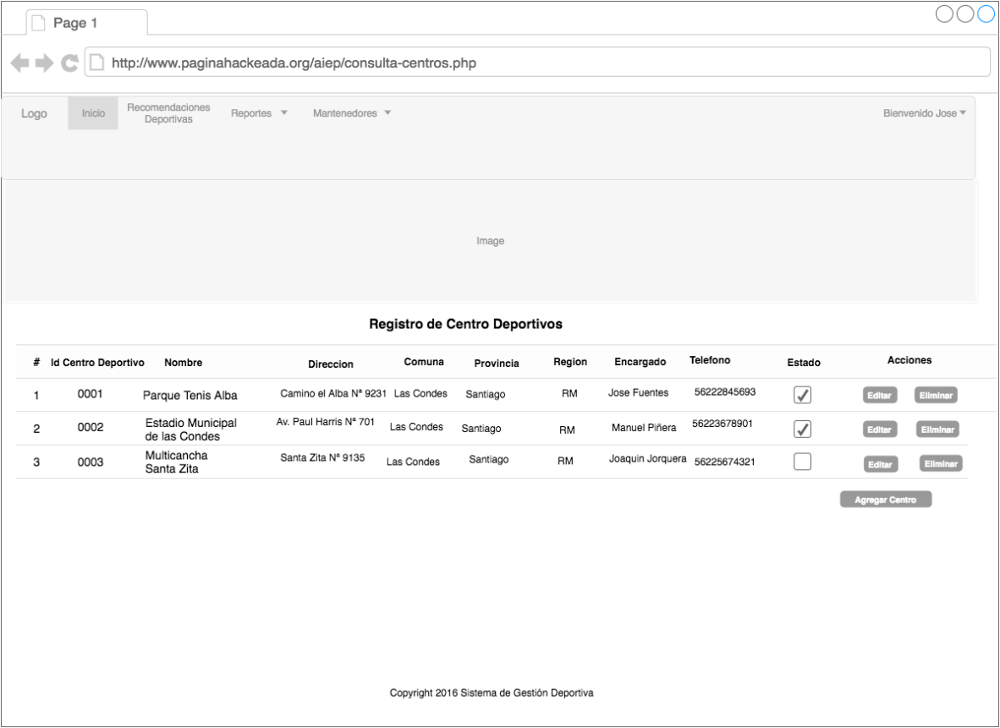 Page 1
http://www.paginahackeada.org/aiep/consulta-centros.php
Logo Inicio Recomendaciones Deportivas Reportes Mantenedores Bienvenido Jose
Image
Registro de Centro Deportivos
# Id Centro Deportivo Nombre Direccion Comuna Provincia Region Encargado Telefono Estado Acciones
1 0001 Parque Tenis Alba Camino el Alba Nª 9231 Las Condes Santiago RM Jose Fuentes 56222845693 Editar Eliminar
2 0002 Estadio Municipal de las Condes Av. Paul Harris Nª 701 Las Condes Santiago RM Manuel Piñera 56223678901 Editar Eliminar
3 0003 Multicancha Santa Zita Santa Zita Nª 9135 Las Condes Santiago RM Joaquin Jorquera 56225674321 Editar Eliminar
Agregar Centro
Copyright 2016 Sistema de Gestión Deportiva